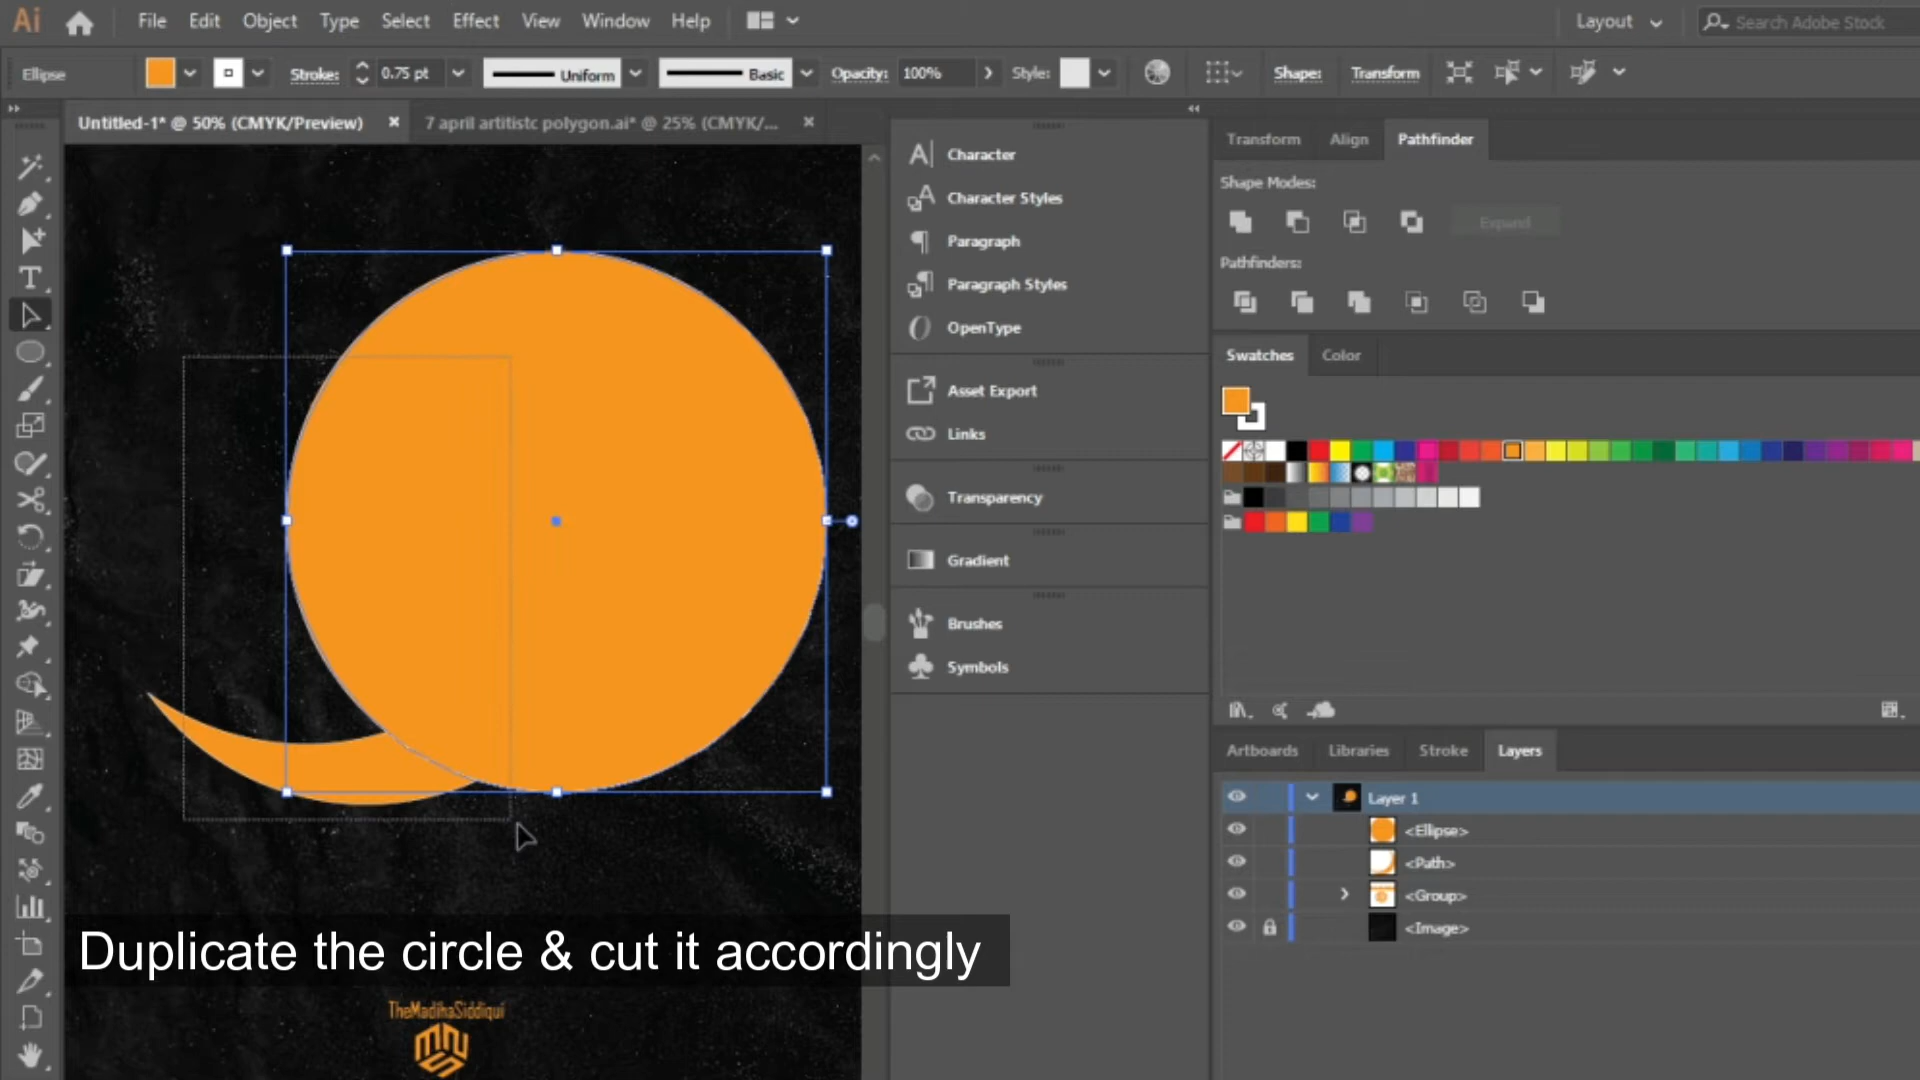 Ai
File Edit Object Type Select Effect View Window Help
Layout
Search Adobe Stock
Ellipse
Stroke: 0.75 pt
Uniform
Basic
Opacity: 100%
Style:
Shape:
Transform
Untitled-1* @ 50% (CMYK/Preview) ×
7 april artitistc polygon.ai* @ 25% (CMYK/... ×
Character
Character Styles
Paragraph
Paragraph Styles
OpenType
Asset Export
Links
Transparency
Gradient
Brushes
Symbols
Transform Align Pathfinder
Shape Modes:
Expand
Pathfinders:
Swatches Color
Artboards Libraries Stroke Layers
Layer 1
<Ellipse>
<Path>
<Group>
<Image>
Duplicate the circle & cut it accordingly
TheMadihaSiddiqui